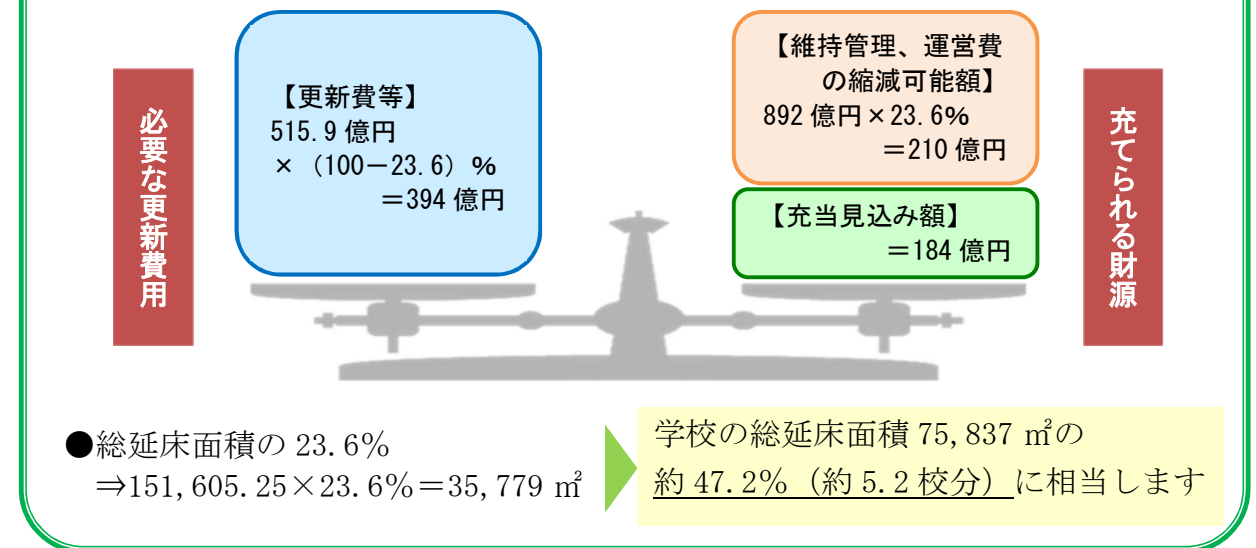 必要な更新費用
【更新費等】
515.9 億円
×（100－23.6）%
＝394 億円
【維持管理、運営費
の縮減可能額】
892 億円×23.6%
＝210 億円
【充当見込み額】
＝184 億円
充てられる財源
●総延床面積の 23.6%
⇒151,605.25×23.6%＝35,779 ㎡
学校の総延床面積 75,837 ㎡の
約 47.2%（約 5.2 校分）に相当します